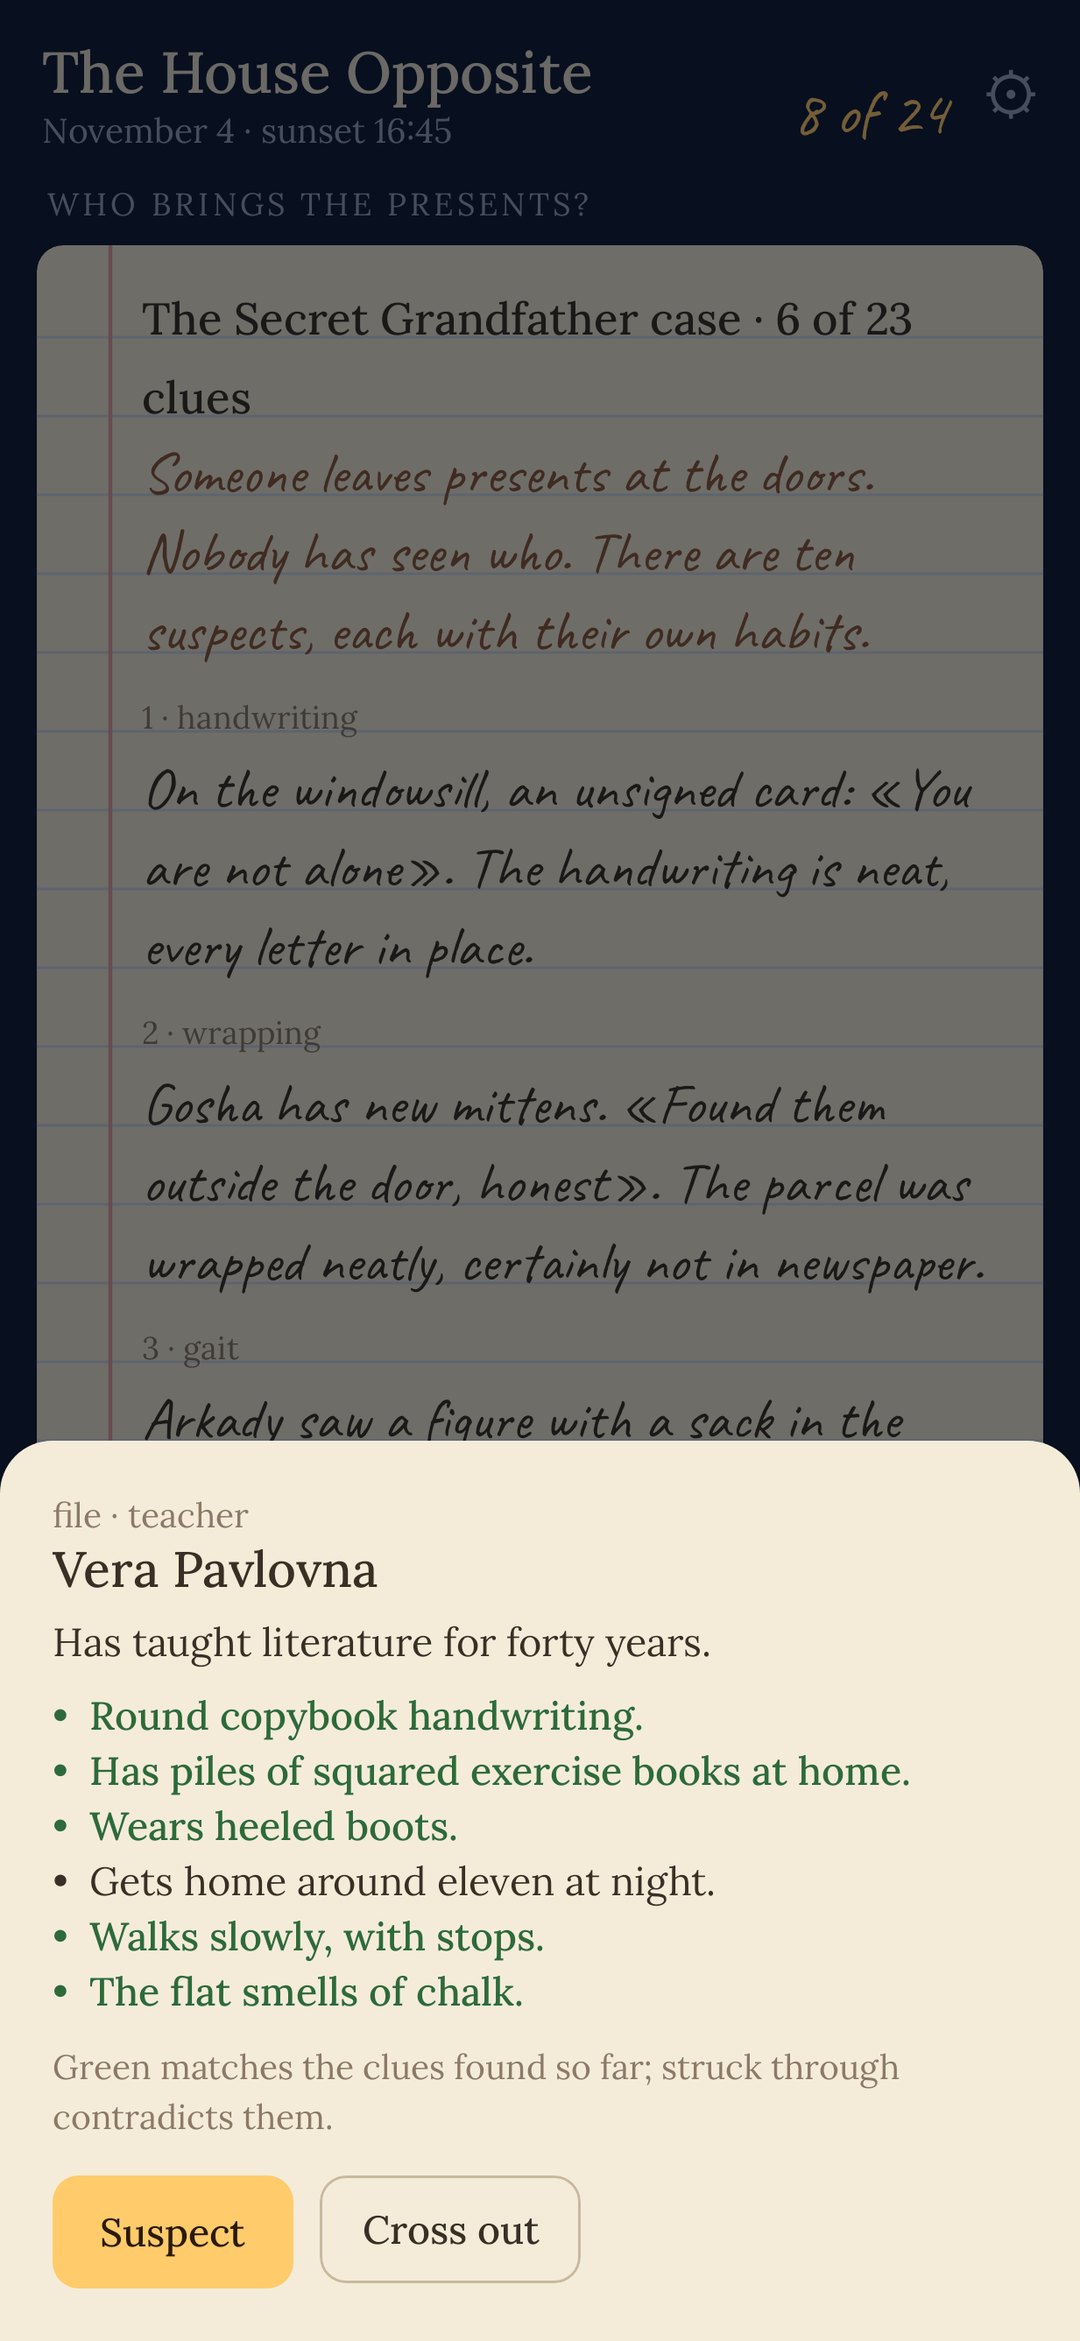 The House Opposite
November 4 · sunset 16:45
8 of 24
WHO BRINGS THE PRESENTS?
The Secret Grandfather case · 6 of 23
clues
Someone leaves presents at the doors.
Nobody has seen who. There are ten
suspects, each with their own habits.
1 · handwriting
On the windowsill, an unsigned card: «You
are not alone». The handwriting is neat,
every letter in place.
2 · wrapping
Gosha has new mittens. «Found them
outside the door, honest». The parcel was
wrapped neatly, certainly not in newspaper.
3 · gait
Arkady saw a figure with a sack in the
file · teacher
Vera Pavlovna
Has taught literature for forty years.
• Round copybook handwriting.
• Has piles of squared exercise books at home.
• Wears heeled boots.
• Gets home around eleven at night.
• Walks slowly, with stops.
• The flat smells of chalk.
Green matches the clues found so far; struck through
contradicts them.
Suspect
Cross out